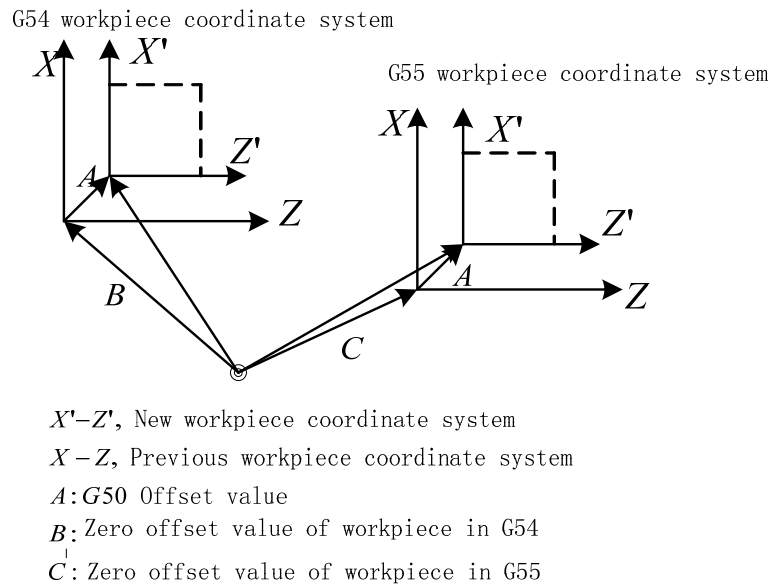 G54 workpiece coordinate system
X X'
G55 workpiece coordinate system
X X'
A Z'
Z
Z'
A
B
Z
C
X'-Z', New workpiece coordinate system
X-Z, Previous workpiece coordinate system
A:G50 Offset value
B: Zero offset value of workpiece in G54
C: Zero offset value of workpiece in G55